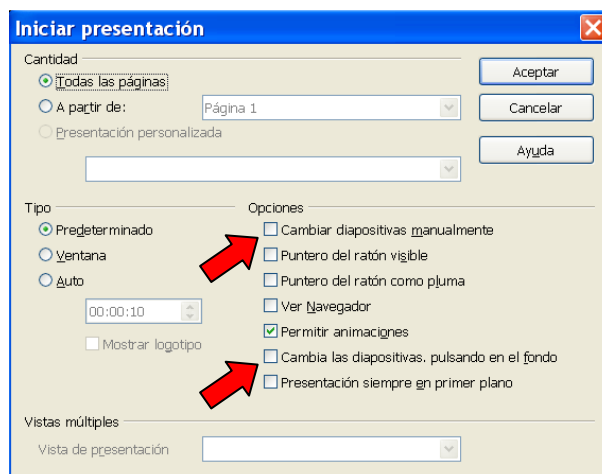 Iniciar presentación
Cantidad
Todas las páginas
Aceptar
A partir de:
Página 1
Cancelar
Presentación personalizada
Ayuda
Tipo
Opciones
Predeterminado
Cambiar diapositivas manualmente
Ventana
Puntero del ratón visible
Auto
Puntero del ratón como pluma
00:00:10
Ver Navegador
Permitir animaciones
Mostrar logotipo
Cambia las diapositivas. pulsando en el fondo
Presentación siempre en primer plano
Vistas múltiples
Vista de presentación